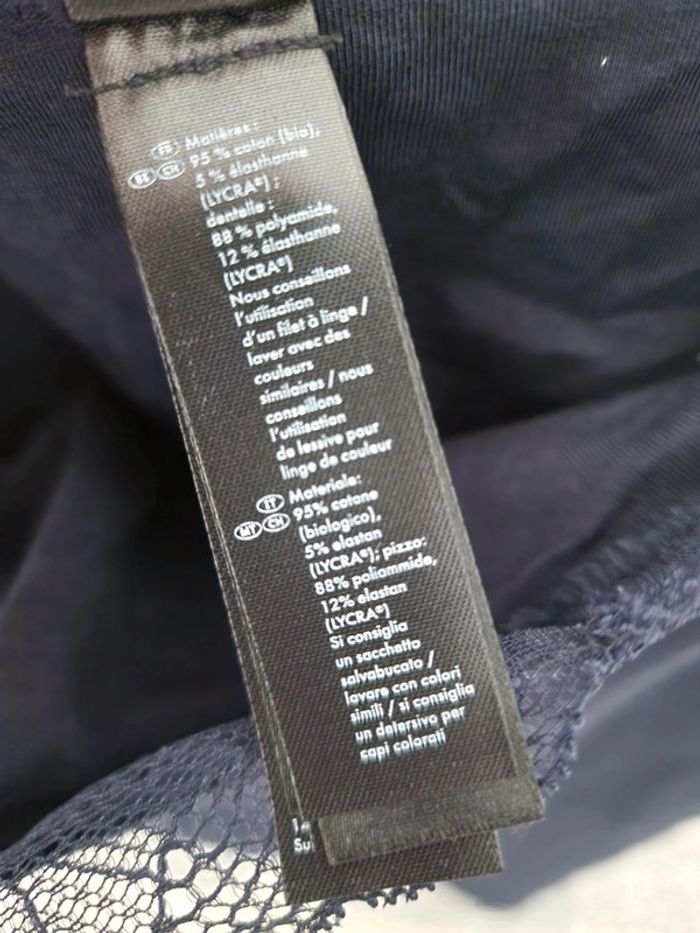 FR Matières :
BE CH 95 % coton (bio),
5 % élasthanne
(LYCRA®) ;
dentelle :
88 % polyamide,
12 % élasthanne
(LYCRA®)
Nous conseillons
l'utilisation
d'un filet à linge /
laver avec des
couleurs
similaires / nous
conseillons
l'utilisation
de lessive pour
linge de couleur
IT Materiale:
MT CH 95% cotone
(biologico),
5% elastan
(LYCRA®); pizzo:
88% poliammide,
12% elastan
(LYCRA®)
Si consiglia
un sacchetto
salvabucato /
lavare con colori
simili / si consiglia
un detersivo per
capi colorati